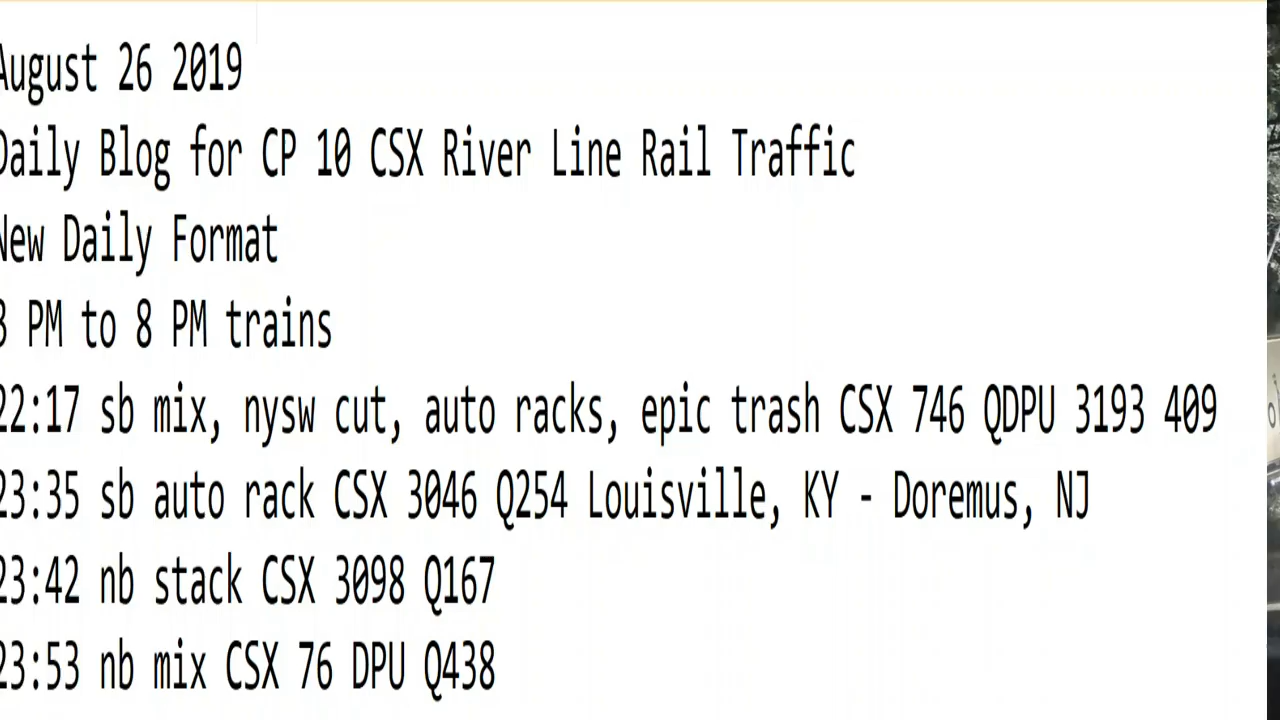 August 26 2019
Daily Blog for CP 10 CSX River Line Rail Traffic
New Daily Format
8 PM to 8 PM trains
22:17 sb mix, nysw cut, auto racks, epic trash CSX 746 QDPU 3193 409
23:35 sb auto rack CSX 3046 Q254 Louisville, KY - Doremus, NJ
23:42 nb stack CSX 3098 Q167
23:53 nb mix CSX 76 DPU Q438